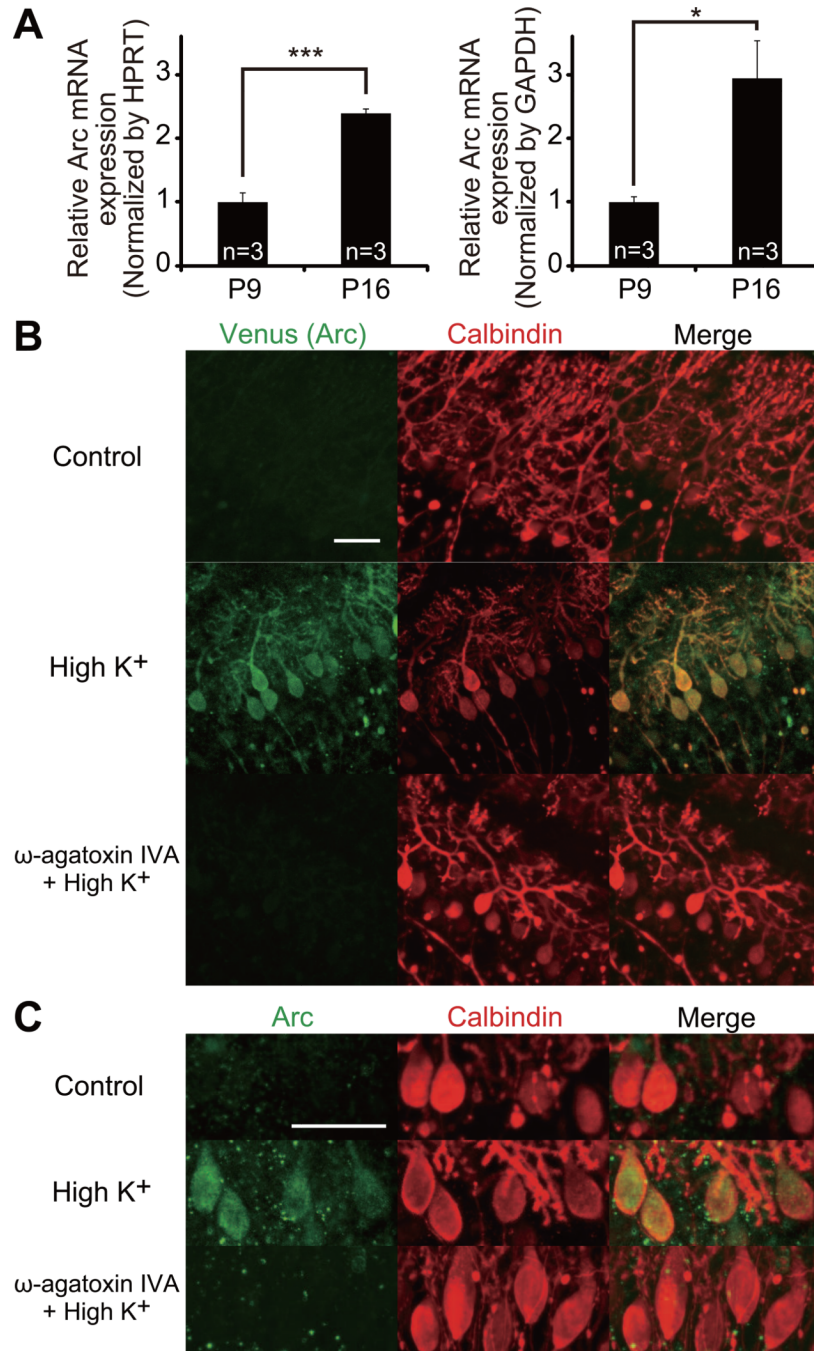 A
Relative Arc mRNA
expression
(Normalized by HPRT)
3
2
1
0
***
n=3
n=3
P9
P16
Relative Arc mRNA
expression
(Normalized by GAPDH)
3
2
1
0
*
n=3
n=3
P9
P16
B
Venus (Arc)
Calbindin
Merge
Control
High K⁺
ω-agatoxin IVA
+ High K⁺
C
Arc
Calbindin
Merge
Control
High K⁺
ω-agatoxin IVA
+ High K⁺